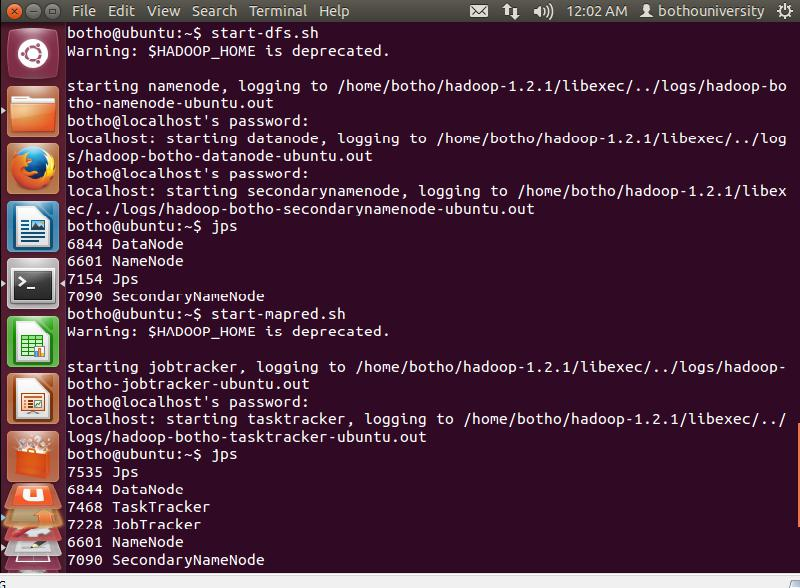 File Edit View Search Terminal Help 12:02 AM bothouniversity
botho@ubuntu:~$ start-dfs.sh
Warning: $HADOOP_HOME is deprecated.
starting namenode, logging to /home/botho/hadoop-1.2.1/libexec/../logs/hadoop-bo
tho-namenode-ubuntu.out
botho@localhost's password:
localhost: starting datanode, logging to /home/botho/hadoop-1.2.1/libexec/../log
s/hadoop-botho-datanode-ubuntu.out
botho@localhost's password:
localhost: starting secondarynamenode, logging to /home/botho/hadoop-1.2.1/libex
ec/../logs/hadoop-botho-secondarynamenode-ubuntu.out
botho@ubuntu:~$ jps
6844 DataNode
6601 NameNode
7154 Jps
7090 SecondaryNameNode
botho@ubuntu:~$ start-mapred.sh
Warning: $HADOOP_HOME is deprecated.
starting jobtracker, logging to /home/botho/hadoop-1.2.1/libexec/../logs/hadoop-
botho-jobtracker-ubuntu.out
botho@localhost's password:
localhost: starting tasktracker, logging to /home/botho/hadoop-1.2.1/libexec/../
logs/hadoop-botho-tasktracker-ubuntu.out
botho@ubuntu:~$ jps
7535 Jps
6844 DataNode
7468 TaskTracker
7228 JobTracker
6601 NameNode
7090 SecondaryNameNode